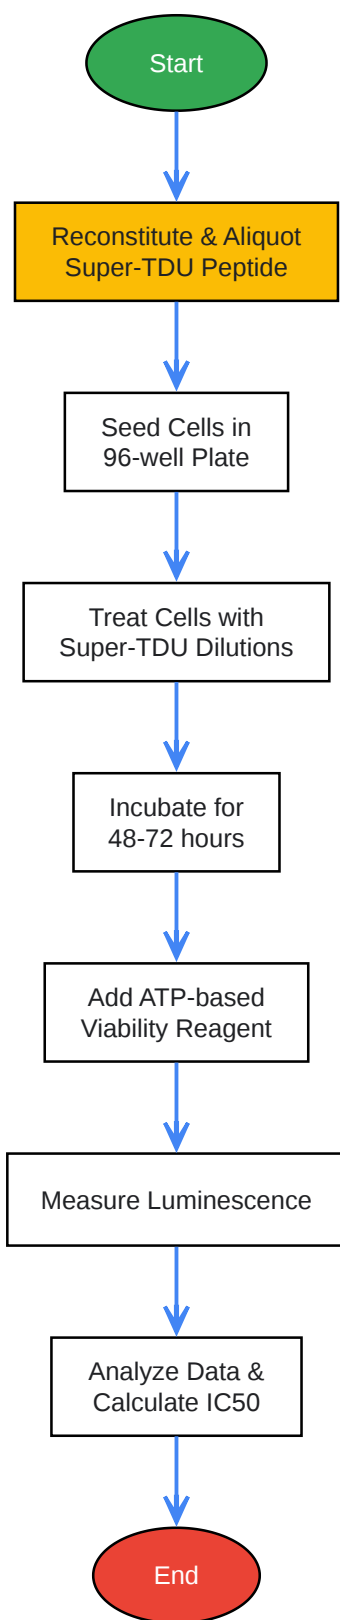 Start
Reconstitute & Aliquot
Super-TDU Peptide
Seed Cells in
96-well Plate
Treat Cells with
Super-TDU Dilutions
Incubate for
48-72 hours
Add ATP-based
Viability Reagent
Measure Luminescence
Analyze Data &
Calculate IC50
End